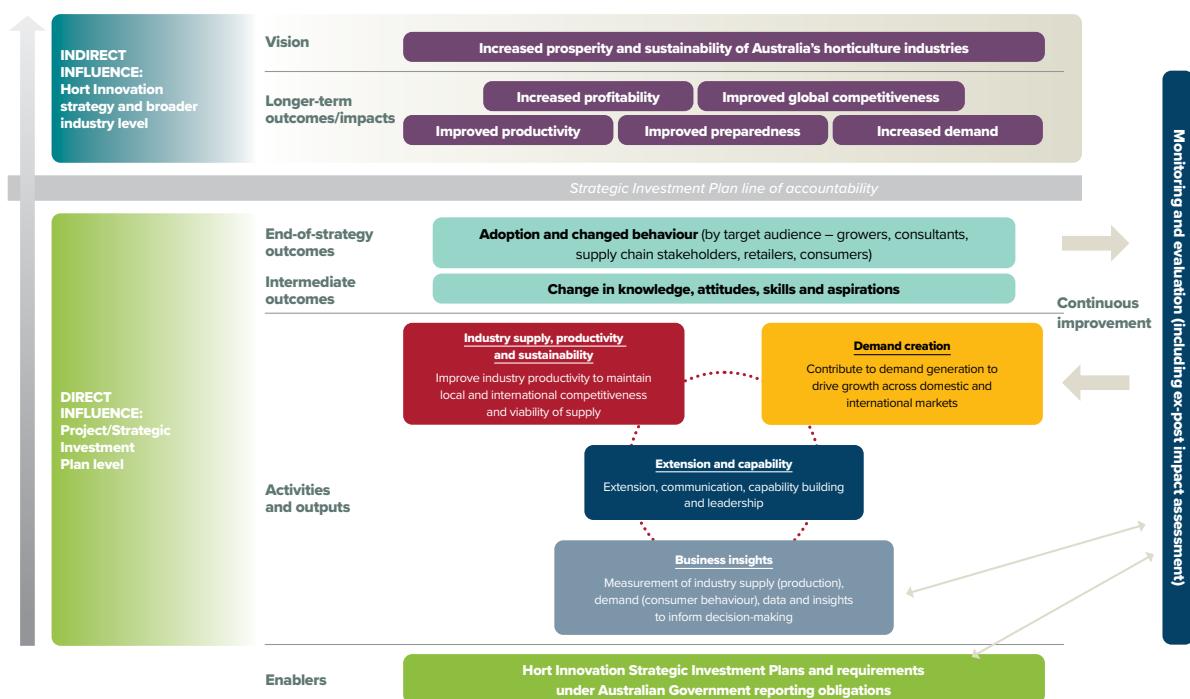 INDIRECT
INFLUENCE:
Hort Innovation
strategy and broader
industry level
Vision
Increased prosperity and sustainability of Australia's horticulture industries
Longer-term
outcomes/impacts
Increased profitability
Improved global competitiveness
Improved productivity
Improved preparedness
Increased demand
Strategic Investment Plan line of accountability
DIRECT
INFLUENCE:
Project/Strategic
Investment
Plan level
End-of-strategy
outcomes
Adoption and changed behaviour (by target audience – growers, consultants,
supply chain stakeholders, retailers, consumers)
Intermediate
outcomes
Change in knowledge, attitudes, skills and aspirations
Activities
and outputs
Industry supply, productivity
and sustainability
Improve industry productivity to maintain
local and international competitiveness
and viability of supply
Demand creation
Contribute to demand generation to
drive growth across domestic and
international markets
Extension and capability
Extension, communication, capability building
and leadership
Business insights
Measurement of industry supply (production),
demand (consumer behaviour), data and insights
to inform decision-making
Enablers
Hort Innovation Strategic Investment Plans and requirements
under Australian Government reporting obligations
Continuous
improvement
Monitoring and evaluation (including ex-post impact assessment)